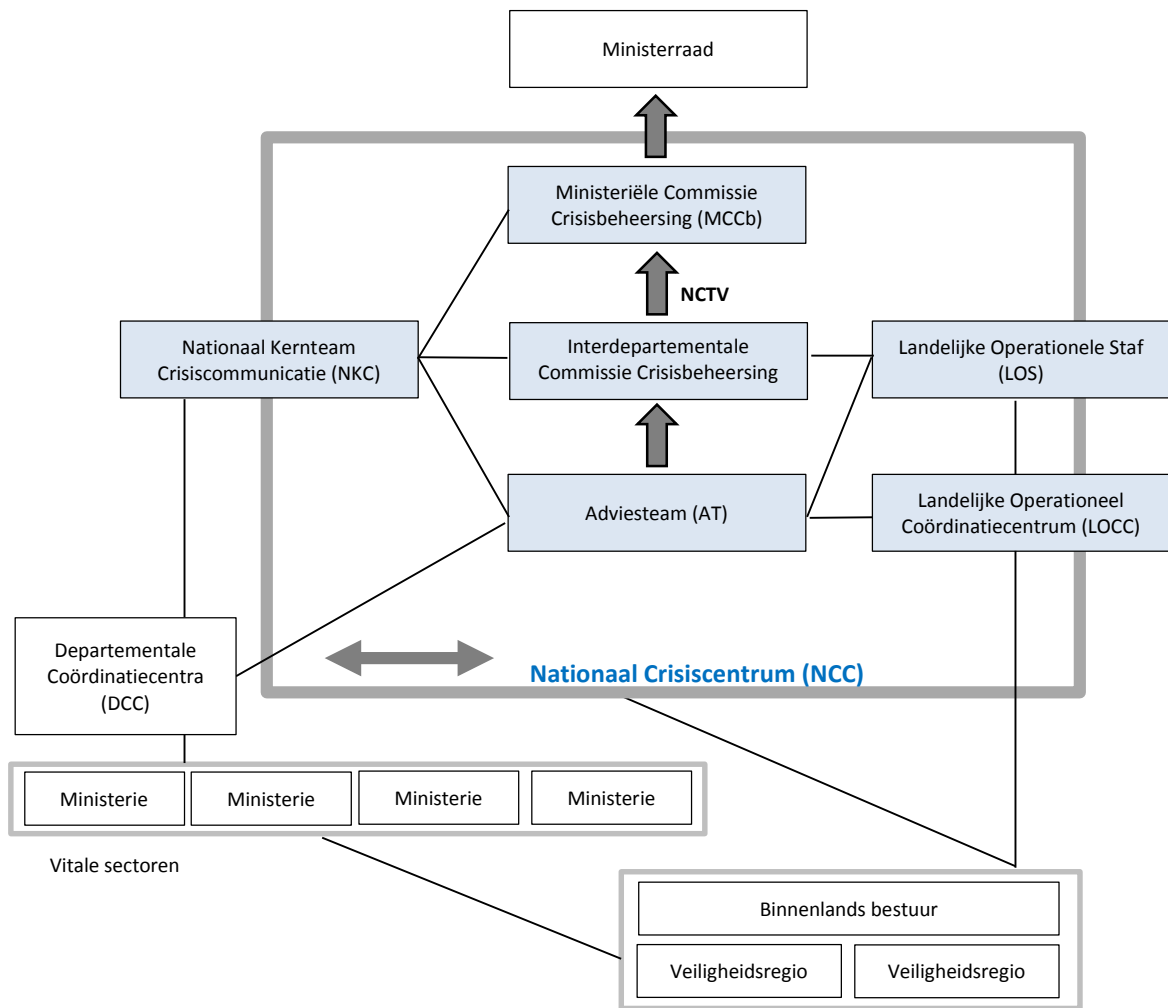 Ministerraad
Ministeriële Commissie
Crisisbeheersing (MCCb)
NCTV
Nationaal Kernteam
Crisiscommunicatie (NKC)
Interdepartementale
Commissie Crisisbeheersing
Landelijke Operationele Staf
(LOS)
Adviesteam (AT)
Landelijke Operationeel
Coördinatiecentrum (LOCC)
Departementale
Coördinatiecentra
(DCC)
Nationaal Crisiscentrum (NCC)
Ministerie
Ministerie
Ministerie
Ministerie
Vitale sectoren
Binnenlands bestuur
Veiligheidsregio
Veiligheidsregio